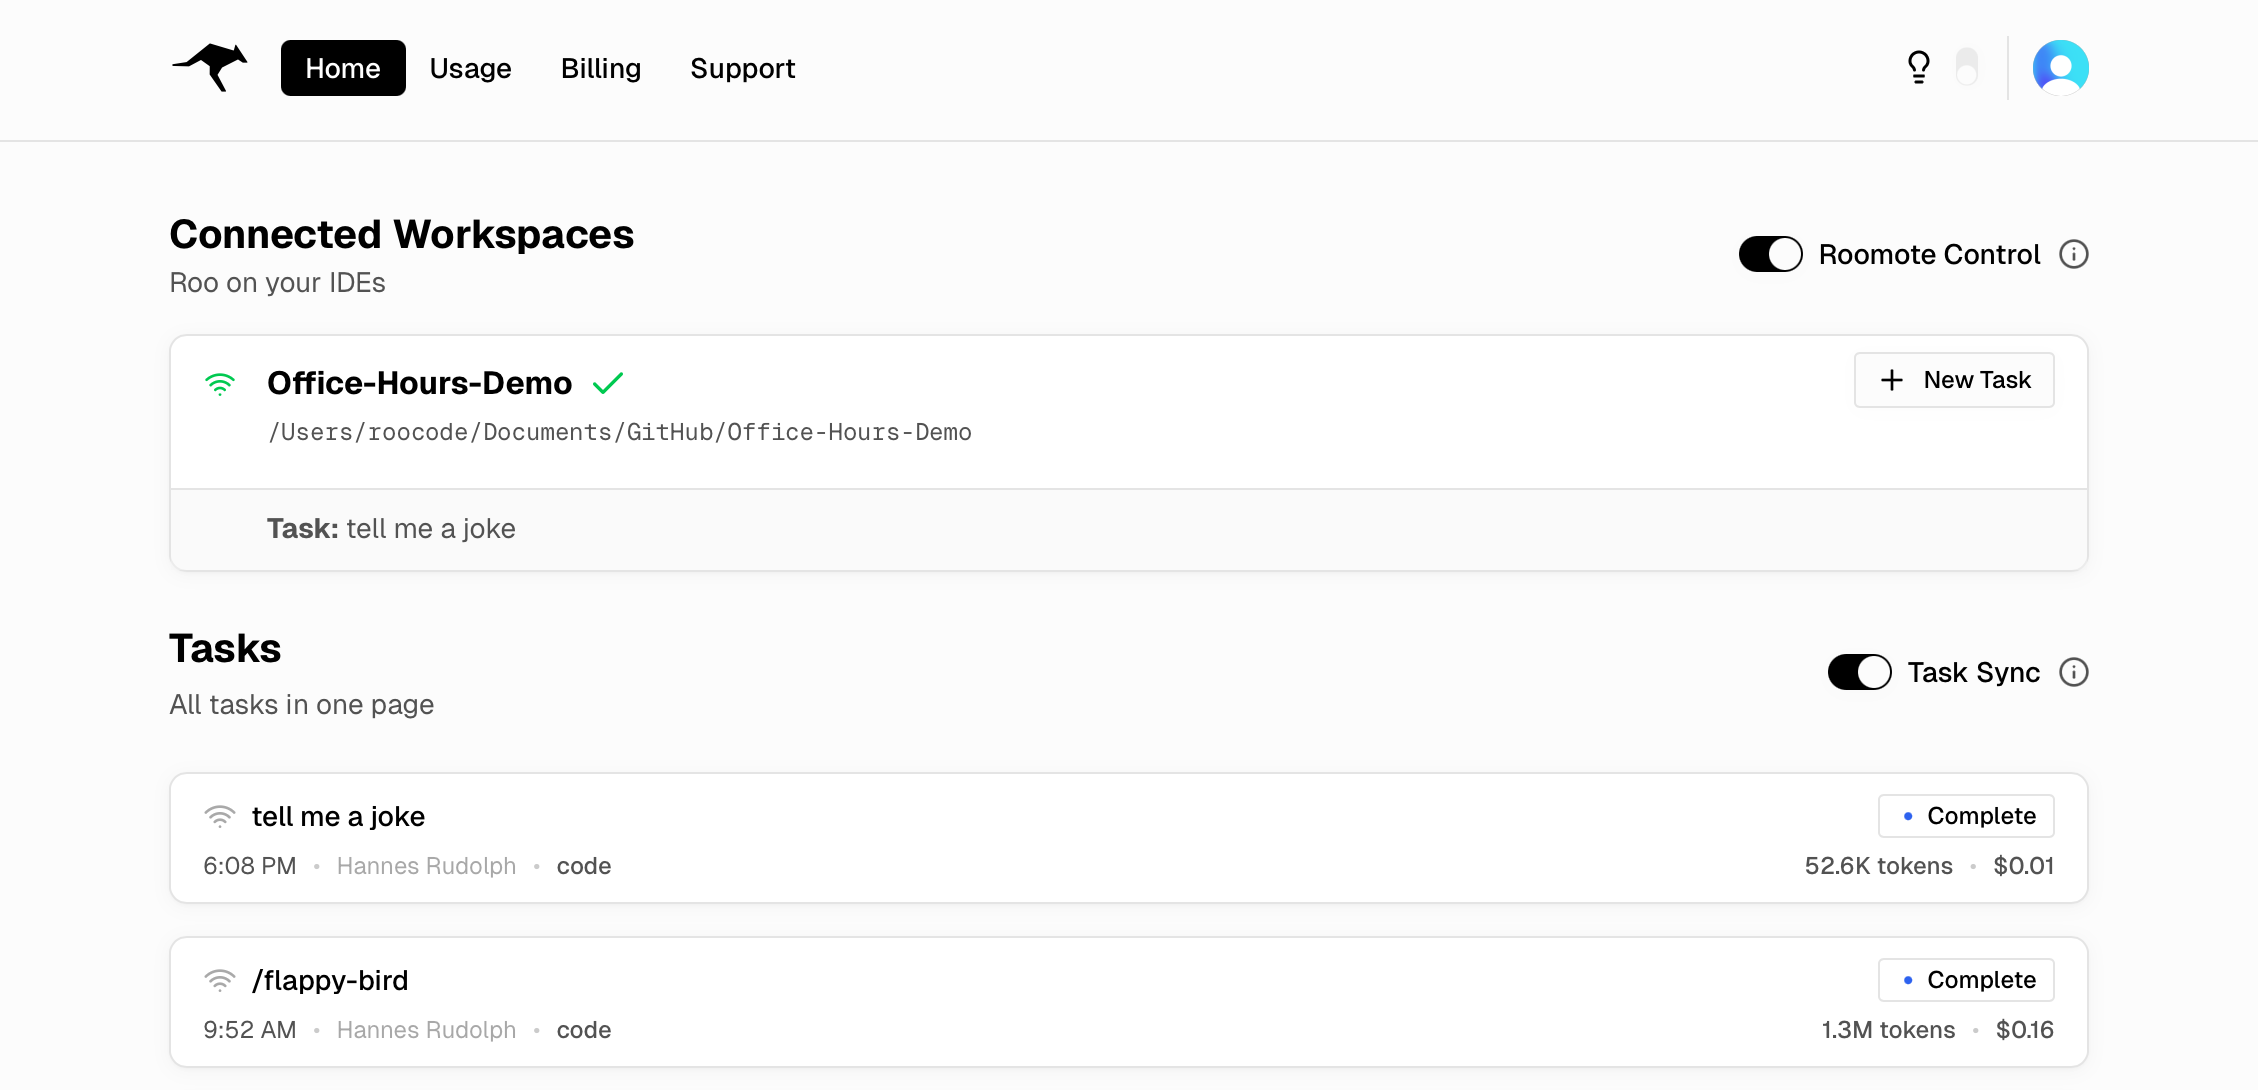 Home Usage Billing Support
Connected Workspaces
Roo on your IDEs
Roomote Control
Office-Hours-Demo
New Task
/Users/roocode/Documents/GitHub/Office-Hours-Demo
Task: tell me a joke
Tasks
All tasks in one page
Task Sync
tell me a joke
Complete
6:08 PM • Hannes Rudolph • code
52.6K tokens • $0.01
/flappy-bird
Complete
9:52 AM • Hannes Rudolph • code
1.3M tokens • $0.16